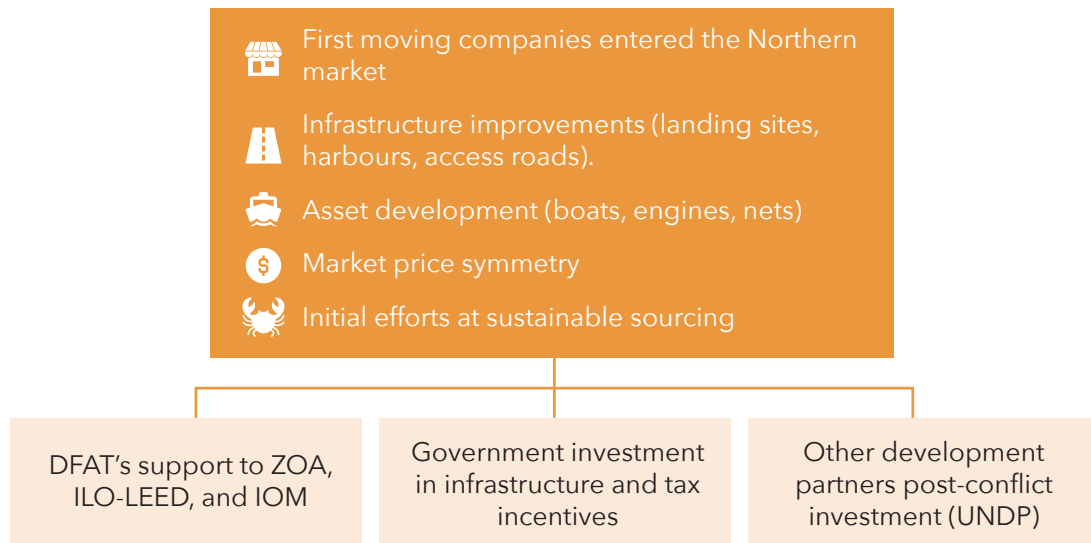 First moving companies entered the Northern
market
Infrastructure improvements (landing sites,
harbours, access roads).
Asset development (boats, engines, nets)
$
Market price symmetry
Initial efforts at sustainable sourcing
DFAT’s support to ZOA,
ILO-LEED, and IOM
Government investment
in infrastructure and tax
incentives
Other development
partners post-conflict
investment (UNDP)